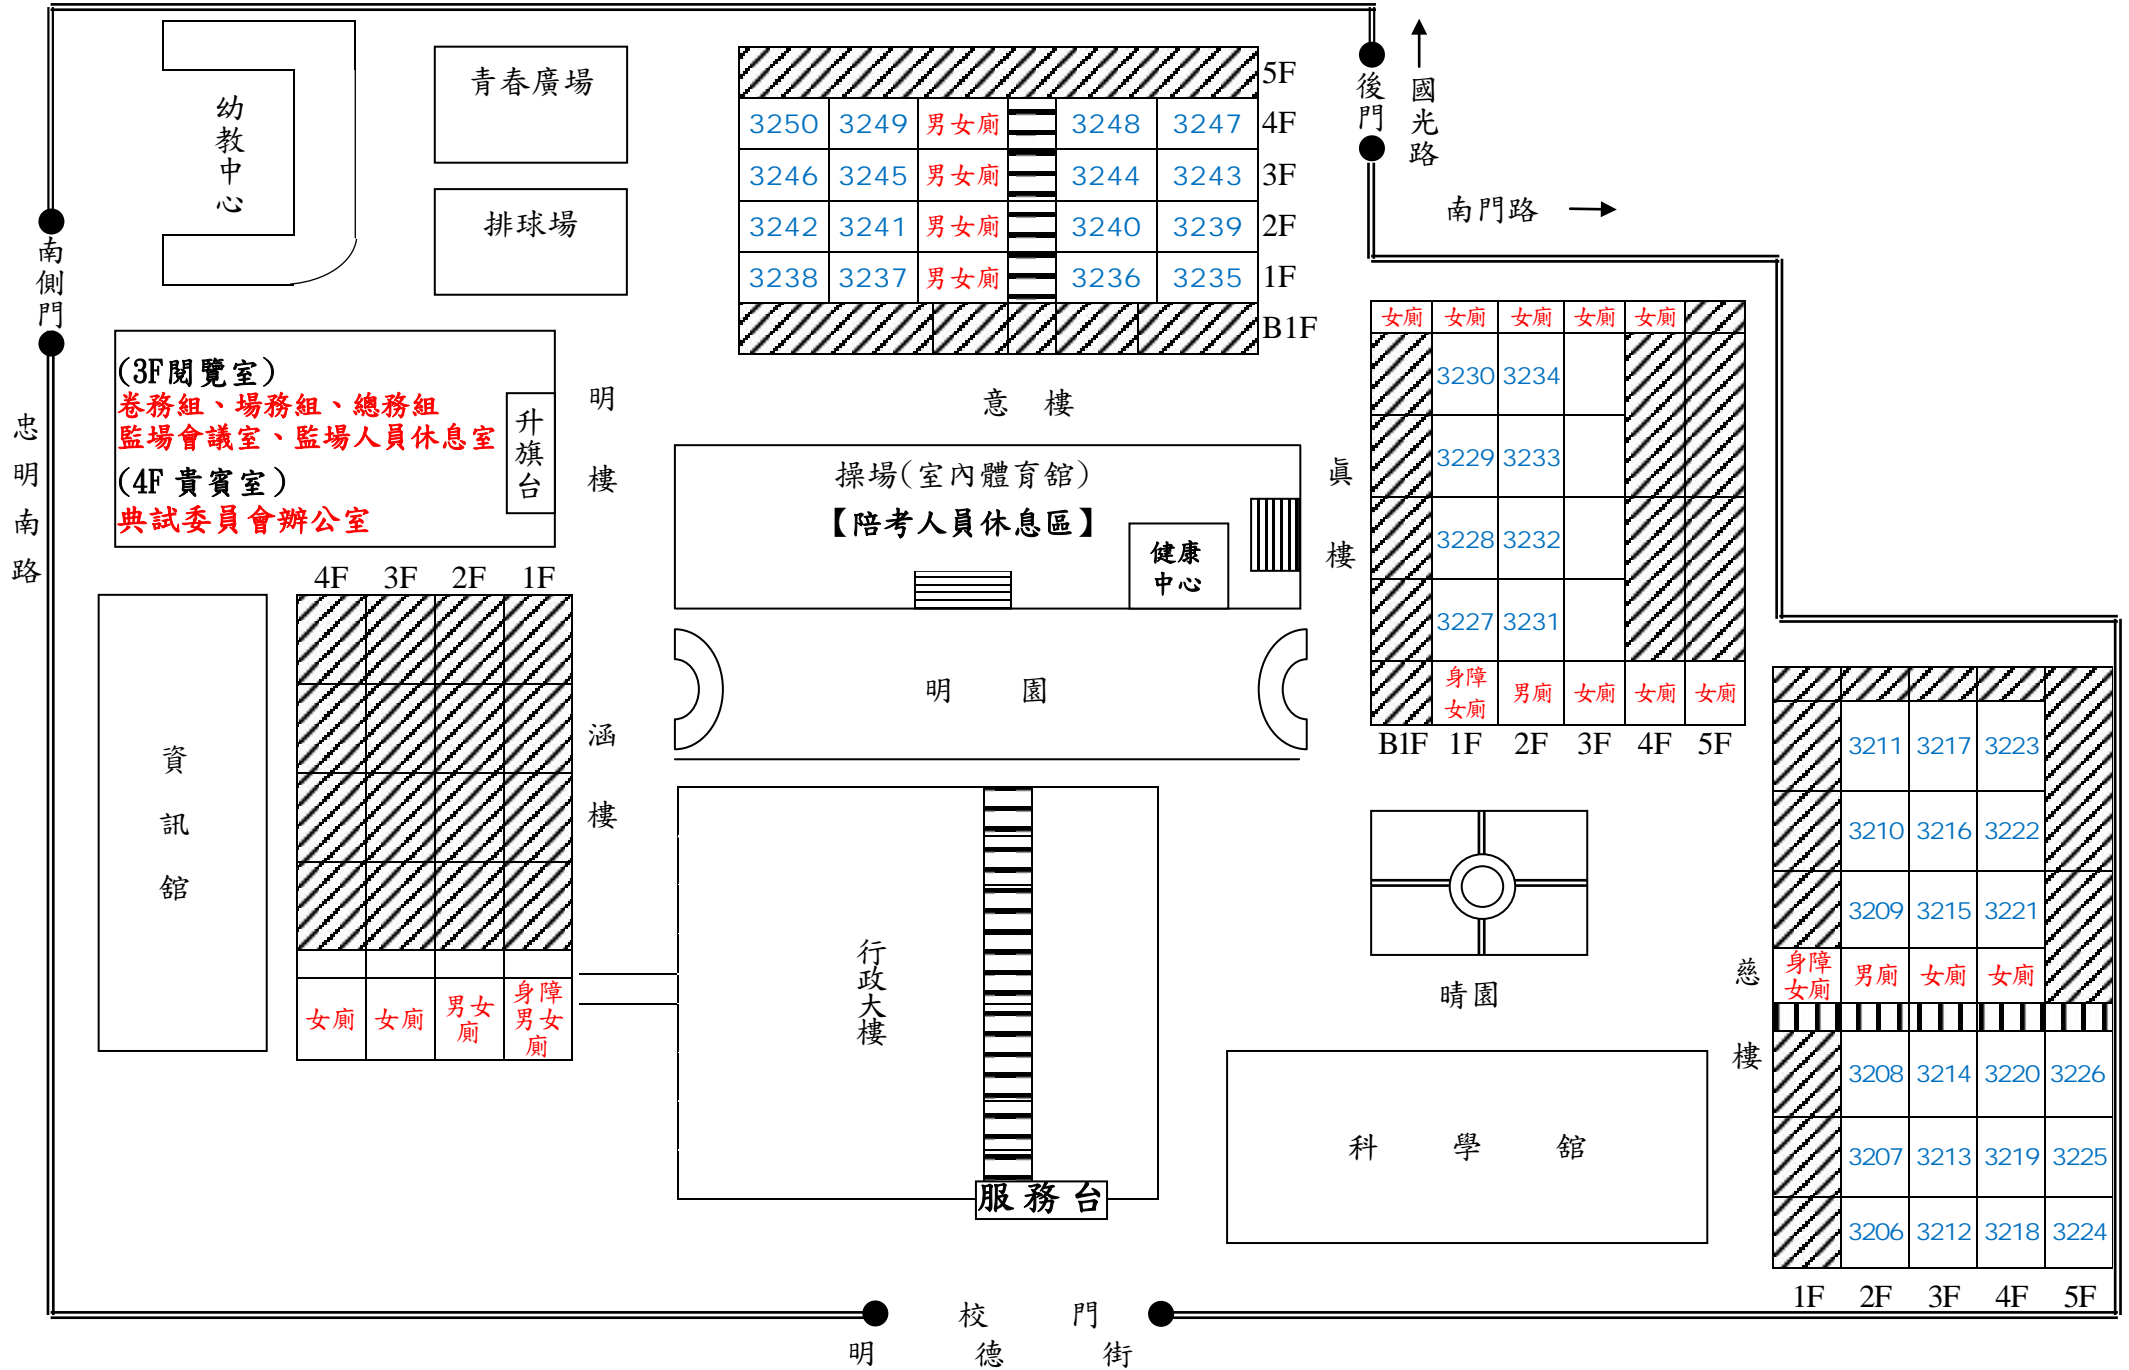 幼教中心
青春廣場
排球場
5F
3250 3249 男女廁 3248 3247 4F
3246 3245 男女廁 3244 3243 3F
3242 3241 男女廁 3240 3239 2F
3238 3237 男女廁 3236 3235 1F
B1F
意 樓
後門
國光路
南門路
南側門
忠明南路
(3F閱覽室)
卷務組、場務組、總務組
監場會議室、監場人員休息室
(4F 貴賓室)
典試委員會辦公室
升旗台
明樓
操場(室內體育舘)
【陪考人員休息區】
健康
中心
真樓
女廁 女廁 女廁 女廁 女廁
3230 3234
3229 3233
3228 3232
3227 3231
身障女廁 男廁 女廁 女廁 女廁
B1F 1F 2F 3F 4F 5F
4F 3F 2F 1F
資訊舘
涵樓
女廁 女廁 男女廁 身障男女廁
明 園
行政大樓
服務台
晴園
科 學 舘
慈樓
3211 3217 3223
3210 3216 3222
3209 3215 3221
身障女廁 男廁 女廁 女廁
3208 3214 3220 3226
3207 3213 3219 3225
3206 3212 3218 3224
1F 2F 3F 4F 5F
校 門
明 德 街